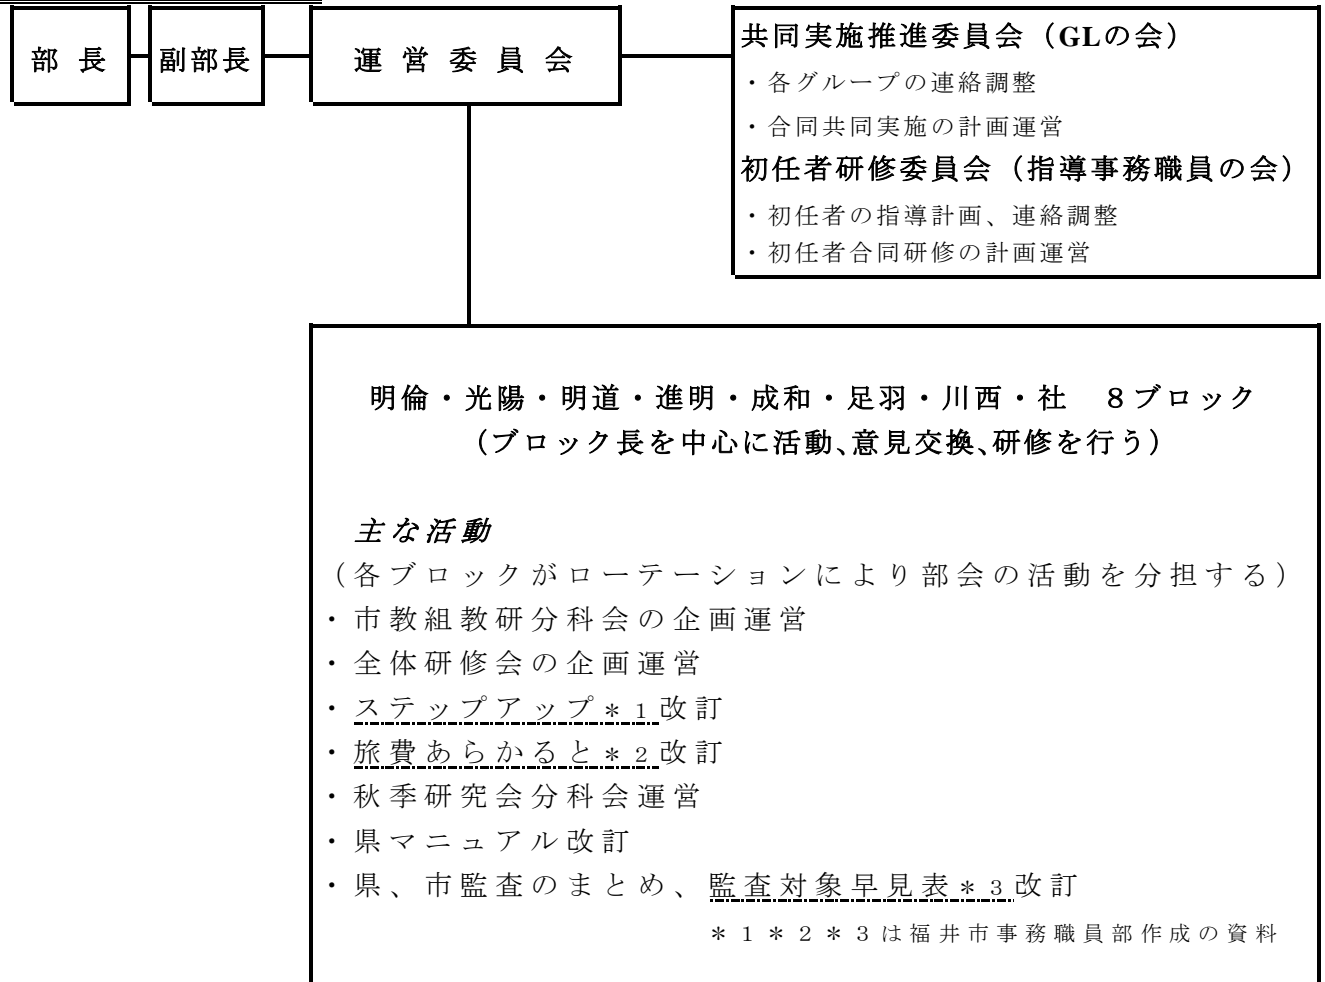 部 長
副部長
運 営 委 員 会
共同実施推進委員会（GLの会）
・各グループの連絡調整
・合同共同実施の計画運営
初任者研修委員会（指導事務職員の会）
・初任者の指導計画、連絡調整
・初任者合同研修の計画運営
明倫・光陽・明道・進明・成和・足羽・川西・社　８ブロック
（ブロック長を中心に活動、意見交換、研修を行う）
主な活動
（各ブロックがローテーションにより部会の活動を分担する）
・市教組教研分科会の企画運営
・全体研修会の企画運営
・ステップアップ＊１改訂
・旅費あらかると＊２改訂
・秋季研究会分科会運営
・県マニュアル改訂
・県、市監査のまとめ、監査対象早見表＊３改訂
＊１＊２＊３は福井市事務職員部作成の資料